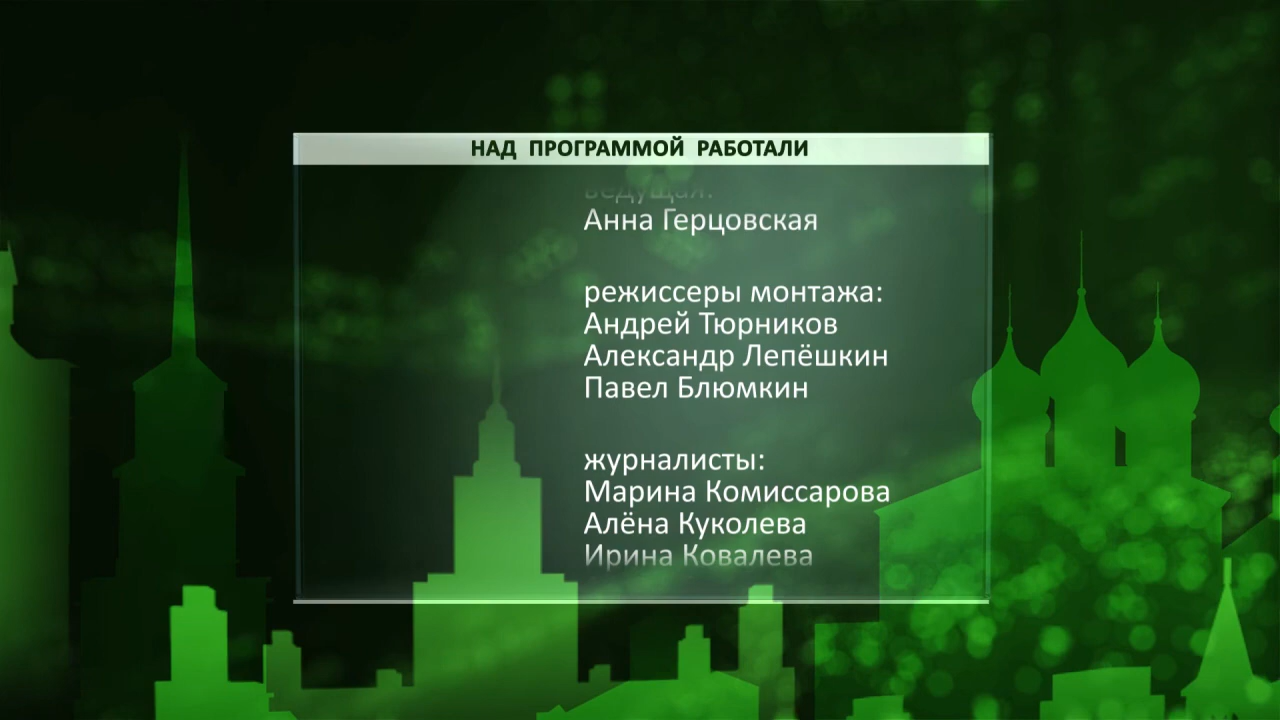 НАД ПРОГРАММОЙ РАБОТАЛИ
ведущая:
Анна Герцовская
режиссеры монтажа:
Андрей Тюрников
Александр Лепёшкин
Павел Блюмкин
журналисты:
Марина Комиссарова
Алёна Куколева
Ирина Ковалева